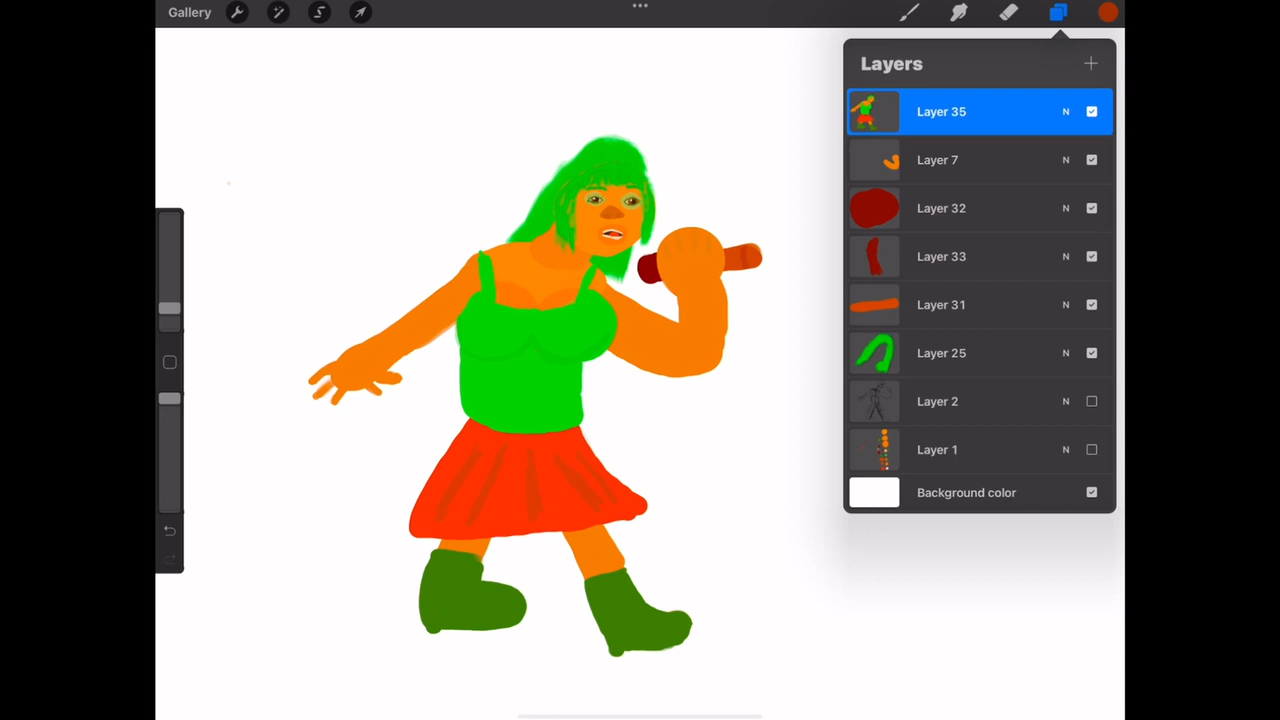 Gallery
Layers
Layer 35 N
Layer 7 N
Layer 32 N
Layer 33 N
Layer 31 N
Layer 25 N
Layer 2 N
Layer 1 N
Background color